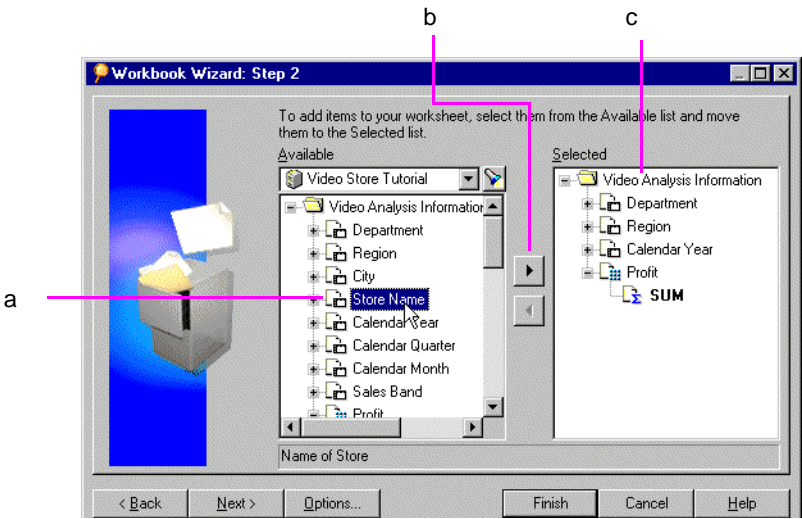 b c
Workbook Wizard: Step 2
To add items to your worksheet, select them from the Available list and move
them to the Selected list.
Available
Video Store Tutorial
Video Analysis Information
Department
Region
City
a
Store Name
Calendar Year
Calendar Quarter
Calendar Month
Sales Band
Profit
Selected
Video Analysis Information
Department
Region
Calendar Year
Profit
SUM
Name of Store
< Back Next > Options... Finish Cancel Help